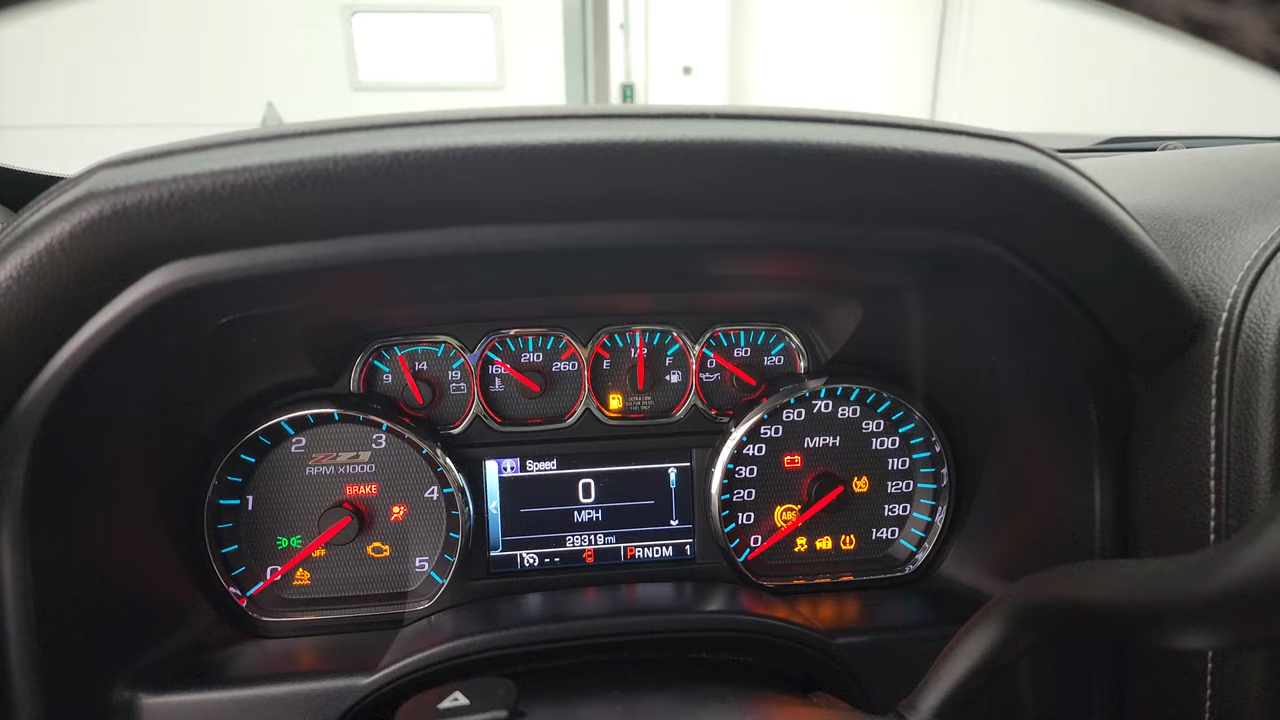 9 14 19
160 210 260
E 1/2 F
ULTRA LOW
SULFUR DIESEL
FUEL ONLY
0 60 120
0 1 2 3 4 5
Z71
RPM X1000
BRAKE
OFF
Speed
0
MPH
29319 mi
--
PRNDM 1
0 10 20 30 40 50 60 70 80 90 100 110 120 130 140
MPH
ABS